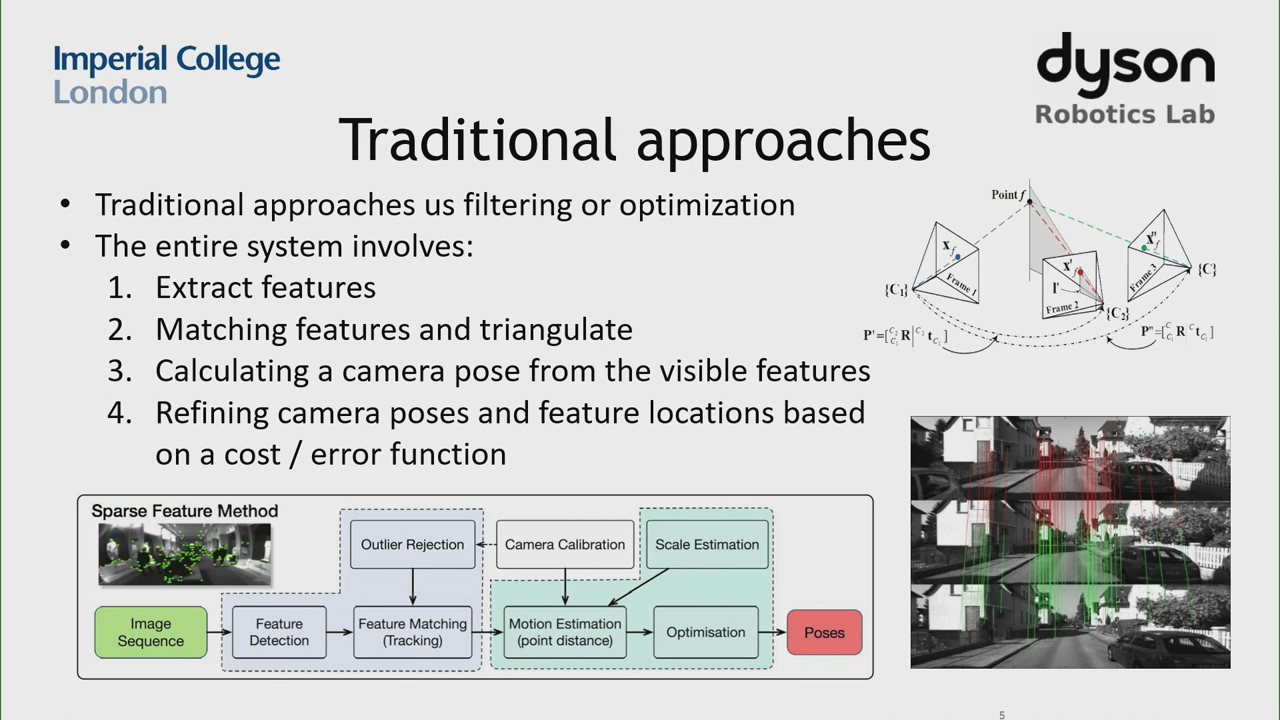 Imperial College
London
dyson
Robotics Lab
Traditional approaches
• Traditional approaches us filtering or optimization
• The entire system involves:
1. Extract features
2. Matching features and triangulate
3. Calculating a camera pose from the visible features
4. Refining camera poses and feature locations based
on a cost / error function
Point f
x_f
x'_f
x''_f
l'
Frame 1
Frame 2
Frame 3
{C₁}
{C₂}
{C}
Sparse Feature Method
Outlier Rejection
Camera Calibration
Scale Estimation
Image
Sequence
Feature
Detection
Feature Matching
(Tracking)
Motion Estimation
(point distance)
Optimisation
Poses
5